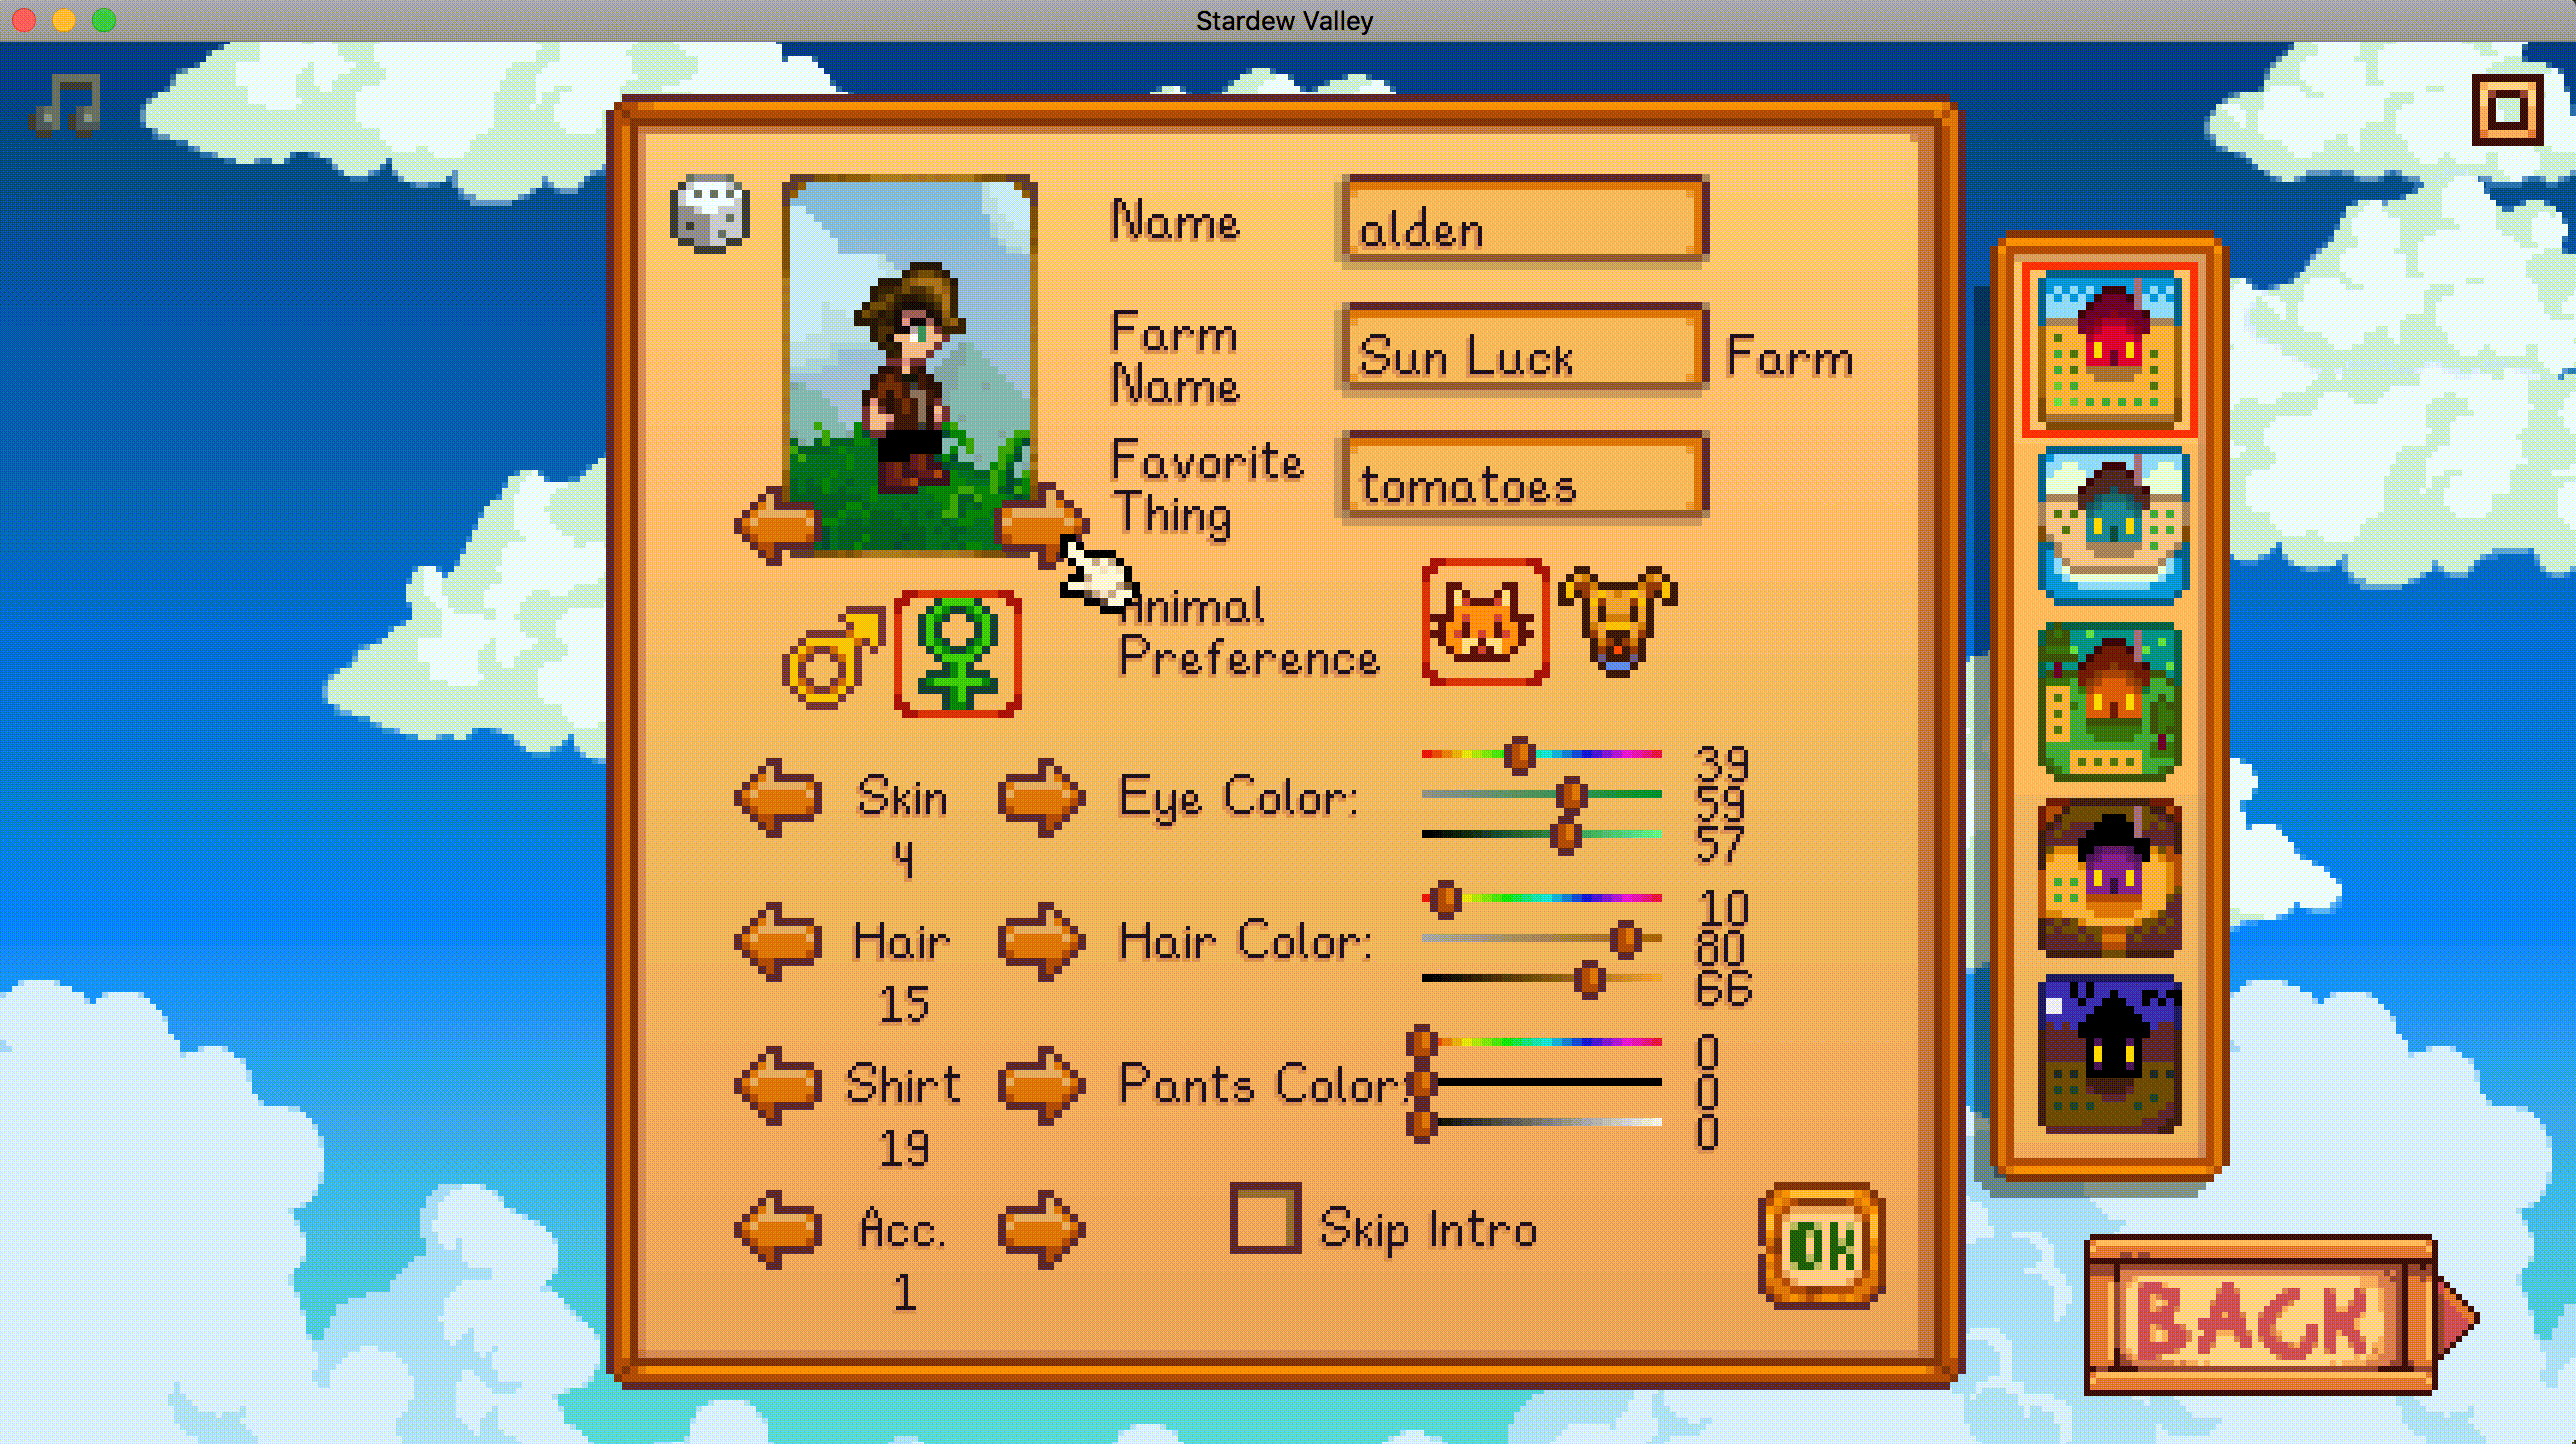 Stardew Valley
Name
alden
Farm
Name
Sun Luck
Farm
Favorite
Thing
tomatoes
Animal
Preference
Skin
4
Eye Color:
39
59
57
Hair
15
Hair Color:
10
80
66
Shirt
19
Pants Color:
0
0
0
Acc.
1
Skip Intro
OK
BACK